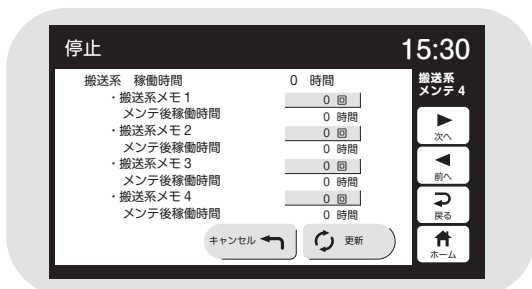 停止 15:30
搬送系 稼働時間 0 時間
・搬送系メモ 1 0 回
メンテ後稼働時間 0 時間
・搬送系メモ 2 0 回
メンテ後稼働時間 0 時間
・搬送系メモ 3 0 回
メンテ後稼働時間 0 時間
・搬送系メモ 4 0 回
メンテ後稼働時間 0 時間
キャンセル 更新
搬送系
メンテ 4
次へ
前へ
戻る
ホーム